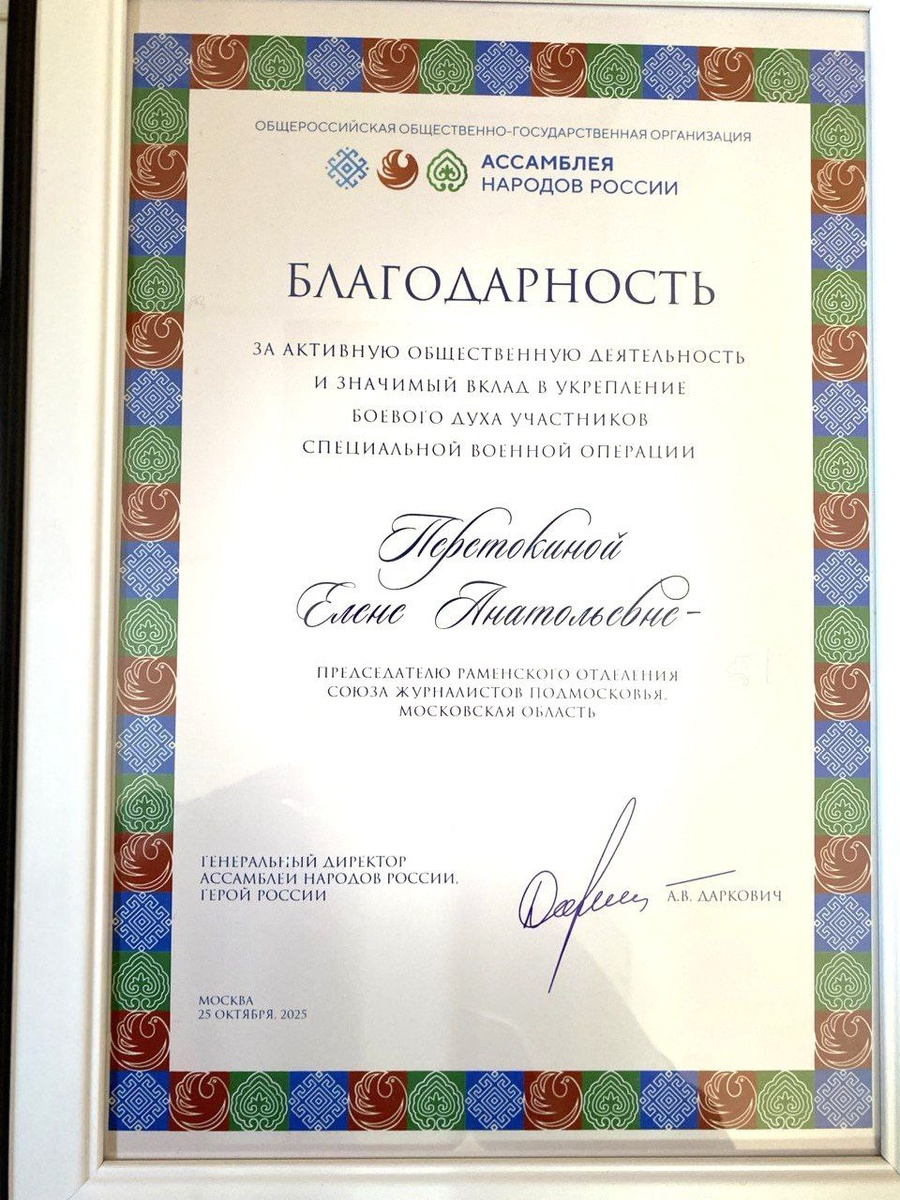 ОБЩЕРОССИЙСКАЯ ОБЩЕСТВЕННО-ГОСУДАРСТВЕННАЯ ОРГАНИЗАЦИЯ
АССАМБЛЕЯ
НАРОДОВ РОССИИ
БЛАГОДАРНОСТЬ
ЗА АКТИВНУЮ ОБЩЕСТВЕННУЮ ДЕЯТЕЛЬНОСТЬ
И ЗНАЧИМЫЙ ВКЛАД В УКРЕПЛЕНИЕ
БОЕВОГО ДУХА УЧАСТНИКОВ
СПЕЦИАЛЬНОЙ ВОЕННОЙ ОПЕРАЦИИ
Перетокиной
Елене Анатольевне -
ПРЕДСЕДАТЕЛЮ РАМЕНСКОГО ОТДЕЛЕНИЯ
СОЮЗА ЖУРНАЛИСТОВ ПОДМОСКОВЬЯ,
МОСКОВСКАЯ ОБЛАСТЬ
ГЕНЕРАЛЬНЫЙ ДИРЕКТОР
АССАМБЛЕИ НАРОДОВ РОССИИ,
ГЕРОЙ РОССИИ
А.В. ДАРКОВИЧ
МОСКВА
25 ОКТЯБРЯ, 2025